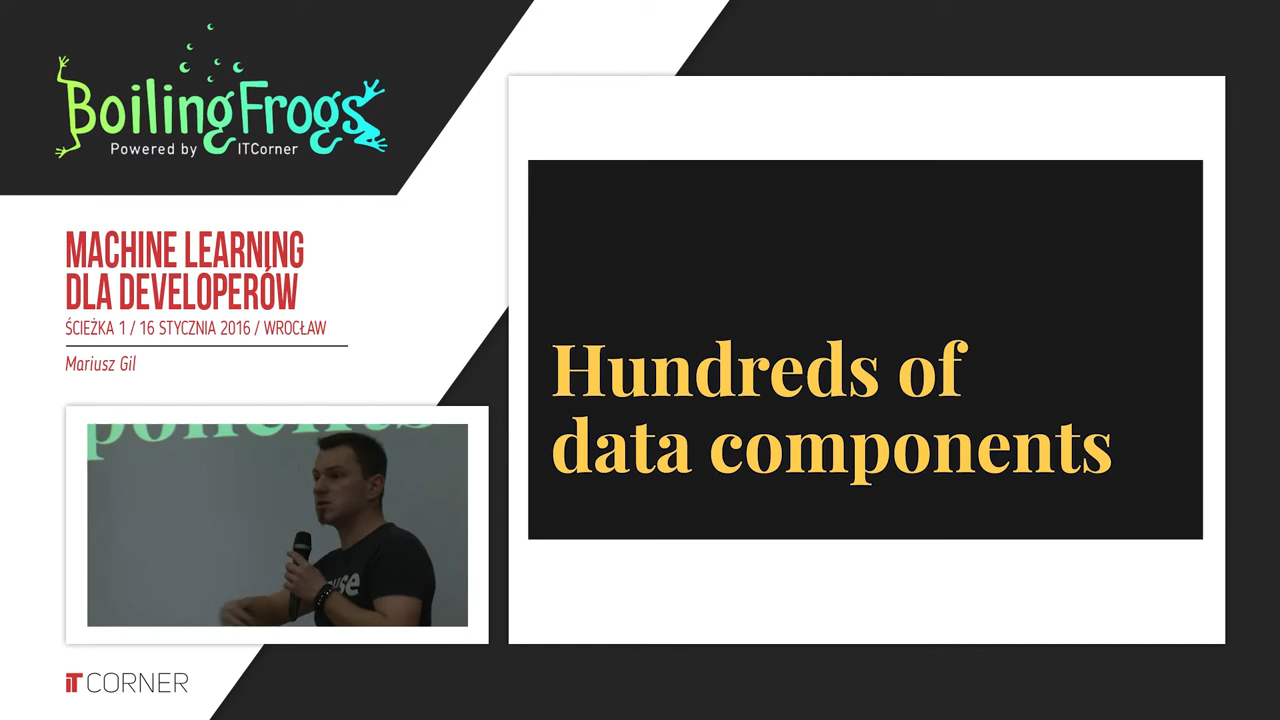 BoilingFrogs
Powered by ITCorner
MACHINE LEARNING
DLA DEVELOPERÓW
ŚCIEŻKA 1 / 16 STYCZNIA 2016 / WROCŁAW
Mariusz Gil
Hundreds of
data components
iT CORNER